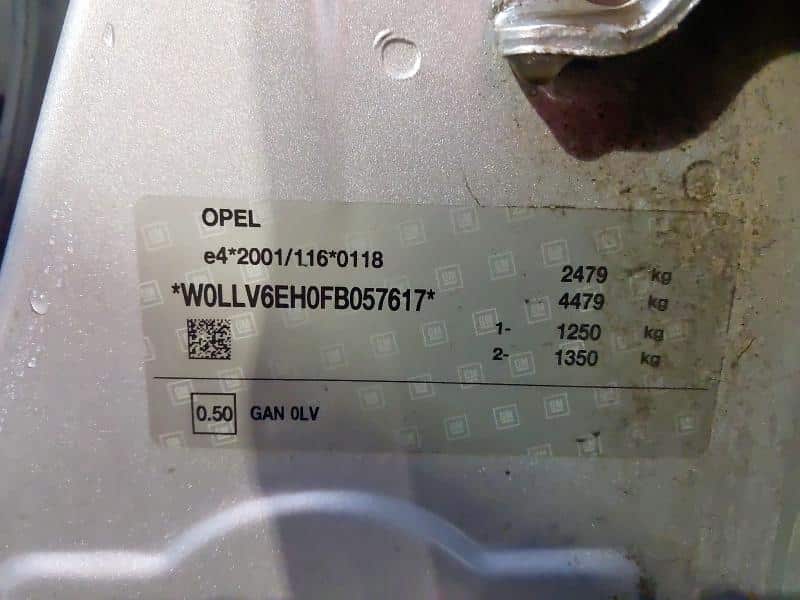 OPEL
e4*2001/116*0118
2479 kg
*W0LLV6EH0FB057617*
4479 kg
1- 1250 kg
2- 1350 kg
0.50 GAN 0LV